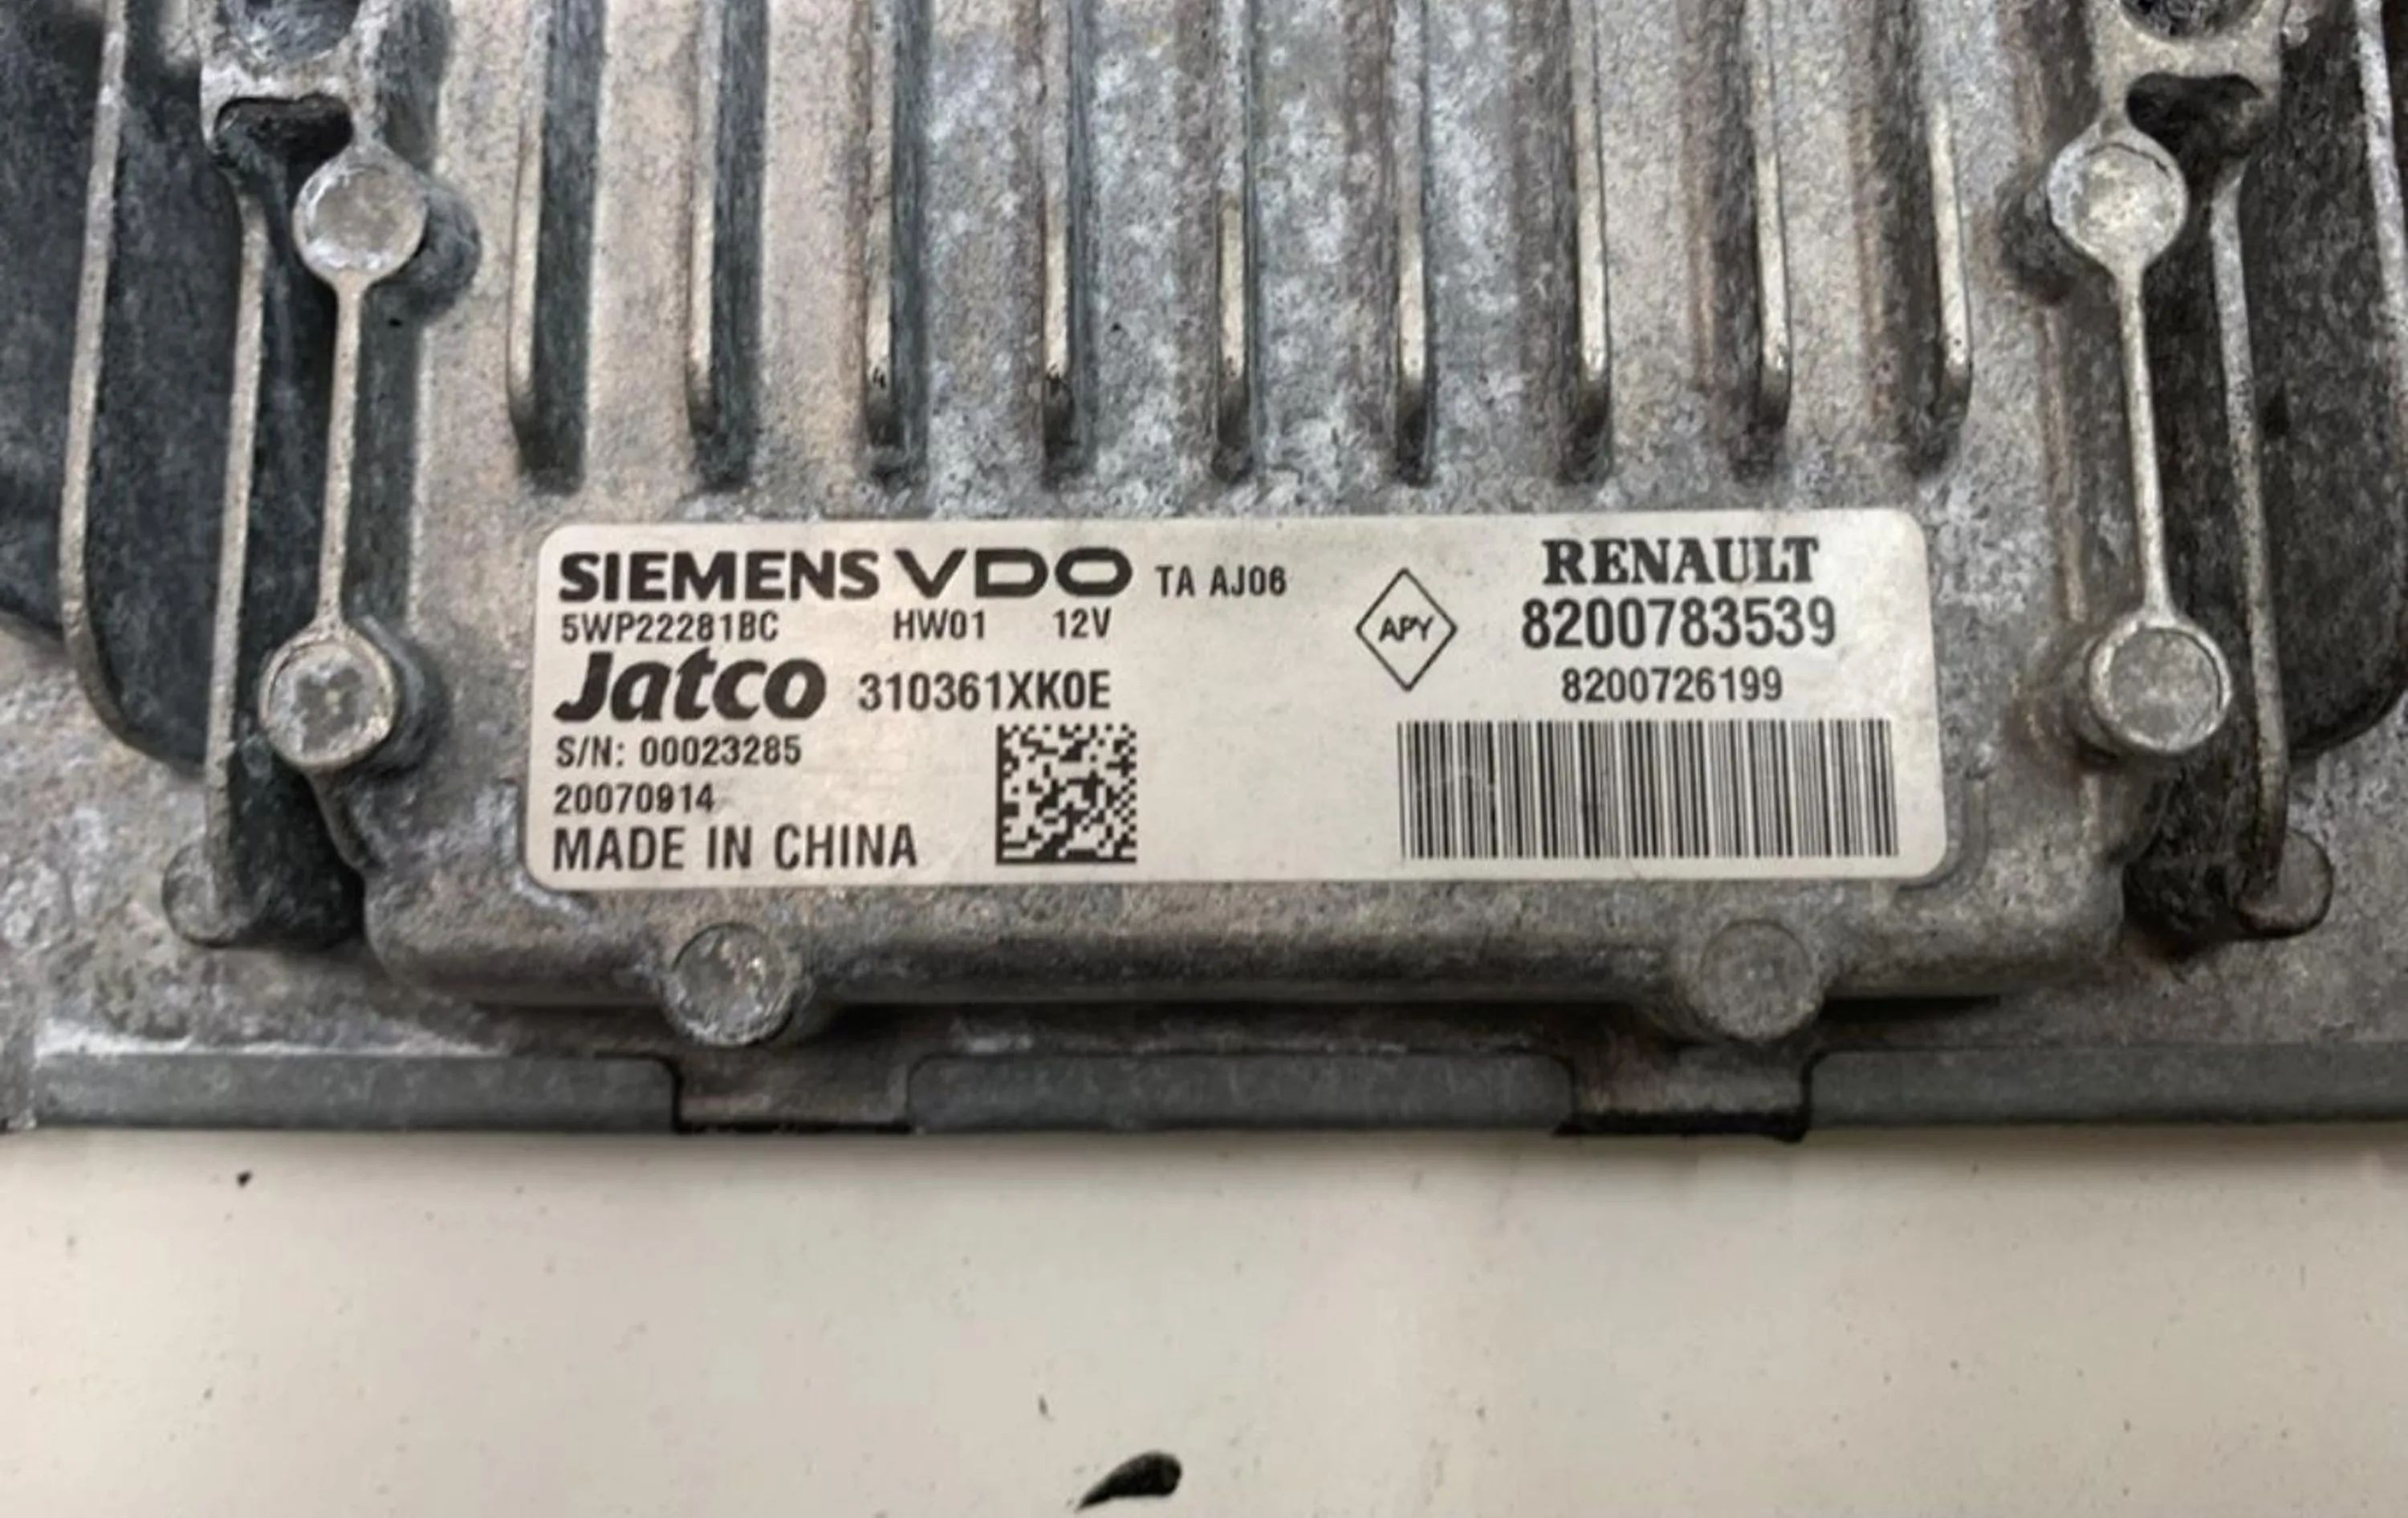 SIEMENS VDO TA AJ06
5WP22281BC HW01 12V
Jatco 310361XK0E
S/N: 00023285
20070914
MADE IN CHINA
APY
RENAULT
8200783539
8200726199